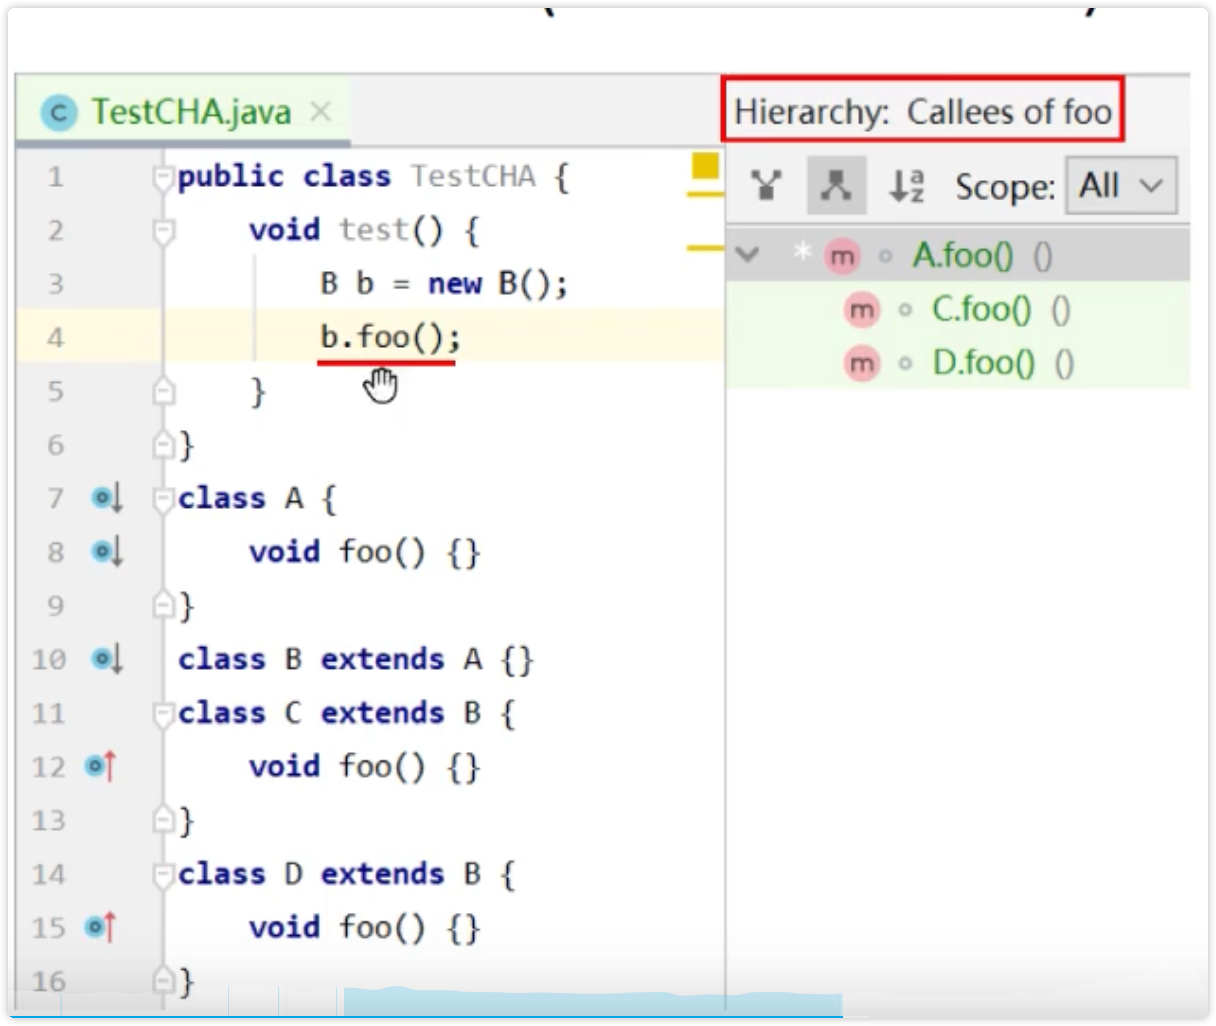 TestCHA.java ×
1 public class TestCHA {
2 void test() {
3 B b = new B();
4 b.foo();
5 }
6 }
7 class A {
8 void foo() {}
9 }
10 class B extends A {}
11 class C extends B {
12 void foo() {}
13 }
14 class D extends B {
15 void foo() {}
16 }
Hierarchy: Callees of foo
Scope: All
* m A.foo() ()
m C.foo() ()
m D.foo() ()